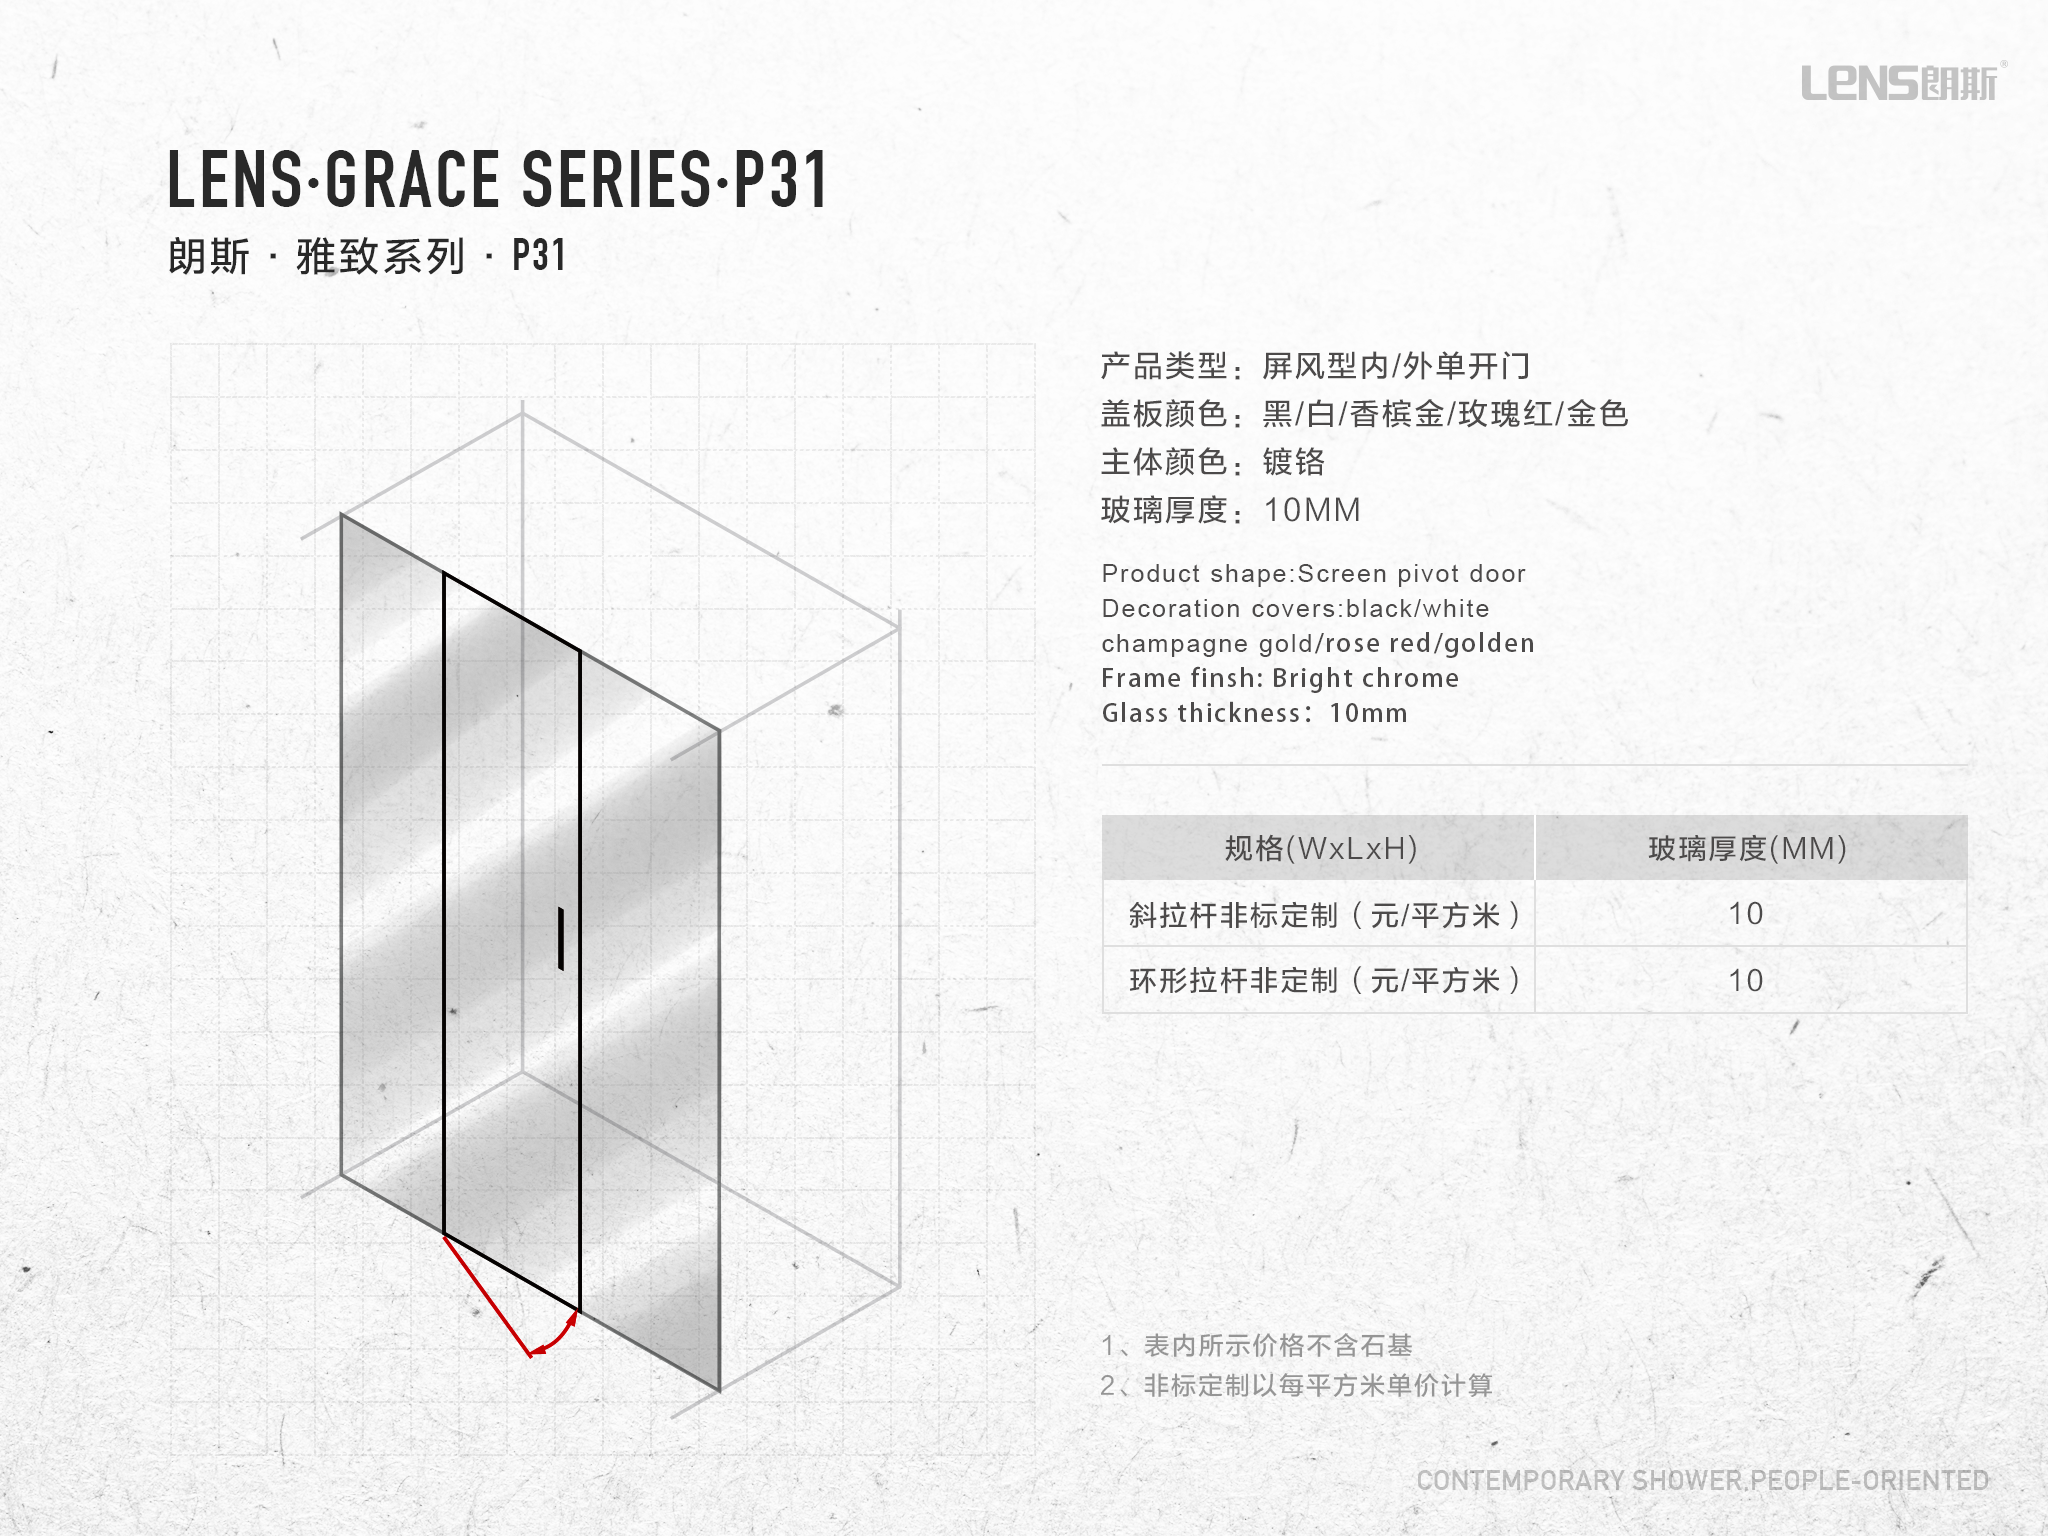 LENS朗斯®
LENS·GRACE SERIES·P31
朗斯 · 雅致系列 · P31
产品类型：屏风型内/外单开门
盖板颜色：黑/白/香槟金/玫瑰红/金色
主体颜色：镀铬
玻璃厚度：10MM
Product shape:Screen pivot door
Decoration covers:black/white
champagne gold/rose red/golden
Frame finsh: Bright chrome
Glass thickness：10mm
规格(WxLxH) 玻璃厚度(MM)
斜拉杆非标定制（元/平方米） 10
环形拉杆非定制（元/平方米） 10
1、表内所示价格不含石基
2、非标定制以每平方米单价计算
CONTEMPORARY SHOWER.PEOPLE-ORIENTED